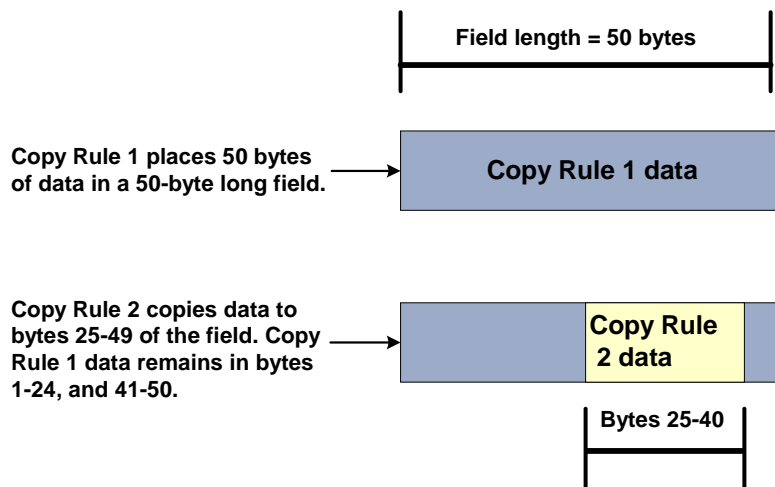 Field length = 50 bytes
Copy Rule 1 places 50 bytes
of data in a 50-byte long field.
Copy Rule 1 data
Copy Rule 2 copies data to
bytes 25-49 of the field. Copy
Rule 1 data remains in bytes
1-24, and 41-50.
Copy Rule
2 data
Bytes 25-40